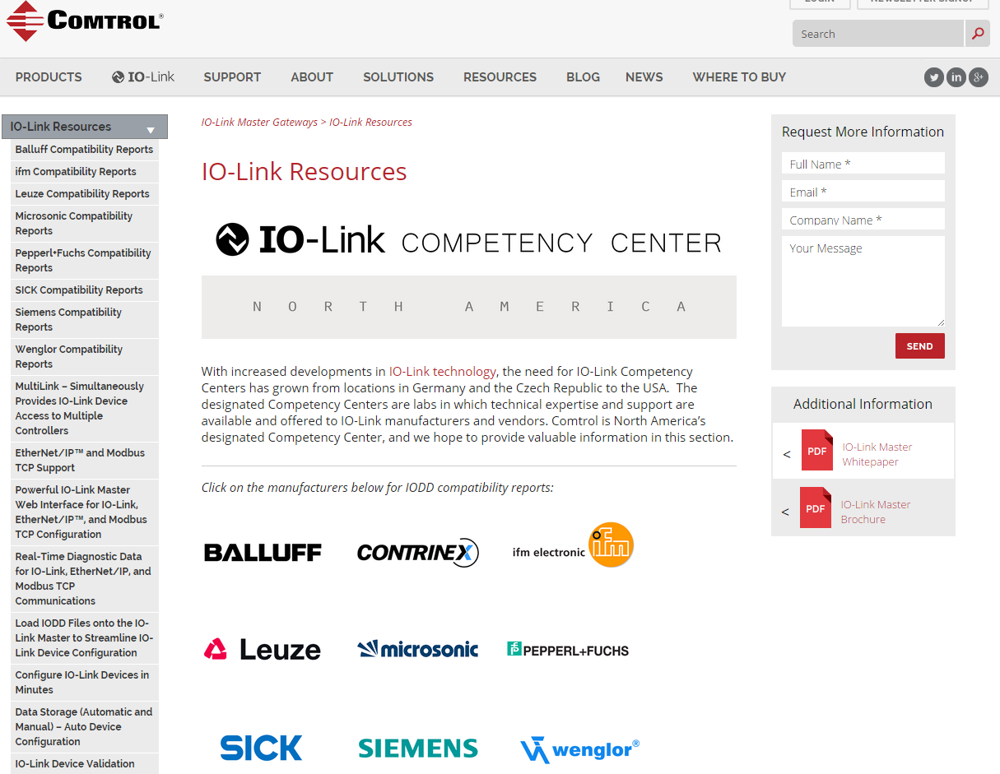 COMTROL®
LOGIN
NEWSLETTER SIGNUP
Search
PRODUCTS
IO-Link
SUPPORT
ABOUT
SOLUTIONS
RESOURCES
BLOG
NEWS
WHERE TO BUY
in
g+
IO-Link Resources
Balluff Compatibility Reports
ifm Compatibility Reports
Leuze Compatibility Reports
Microsonic Compatibility
Reports
Pepperl+Fuchs Compatibility
Reports
SICK Compatibility Reports
Siemens Compatibility
Reports
Wenglor Compatibility
Reports
MultiLink – Simultaneously
Provides IO-Link Device
Access to Multiple
Controllers
EtherNet/IP™ and Modbus
TCP Support
Powerful IO-Link Master
Web Interface for IO-Link,
EtherNet/IP™, and Modbus
TCP Configuration
Real-Time Diagnostic Data
for IO-Link, EtherNet/IP, and
Modbus TCP
Communications
Load IODD Files onto the IO-
Link Master to Streamline IO-
Link Device Configuration
Configure IO-Link Devices in
Minutes
Data Storage (Automatic and
Manual) – Auto Device
Configuration
IO-Link Device Validation
IO-Link Master Gateways > IO-Link Resources
IO-Link Resources
IO-Link COMPETENCY CENTER
NORTH AMERICA
With increased developments in IO-Link technology, the need for IO-Link Competency
Centers has grown from locations in Germany and the Czech Republic to the USA. The
designated Competency Centers are labs in which technical expertise and support are
available and offered to IO-Link manufacturers and vendors. Comtrol is North America’s
designated Competency Center, and we hope to provide valuable information in this section.
Click on the manufacturers below for IODD compatibility reports:
BALLUFF
CONTRINEX
ifm electronic ifm
Leuze
microsonic
PEPPERL+FUCHS
SICK
SIEMENS
wenglor®
Request More Information
Full Name *
Email *
Company Name *
Your Message
SEND
Additional Information
< PDF IO-Link Master
Whitepaper
< PDF IO-Link Master
Brochure